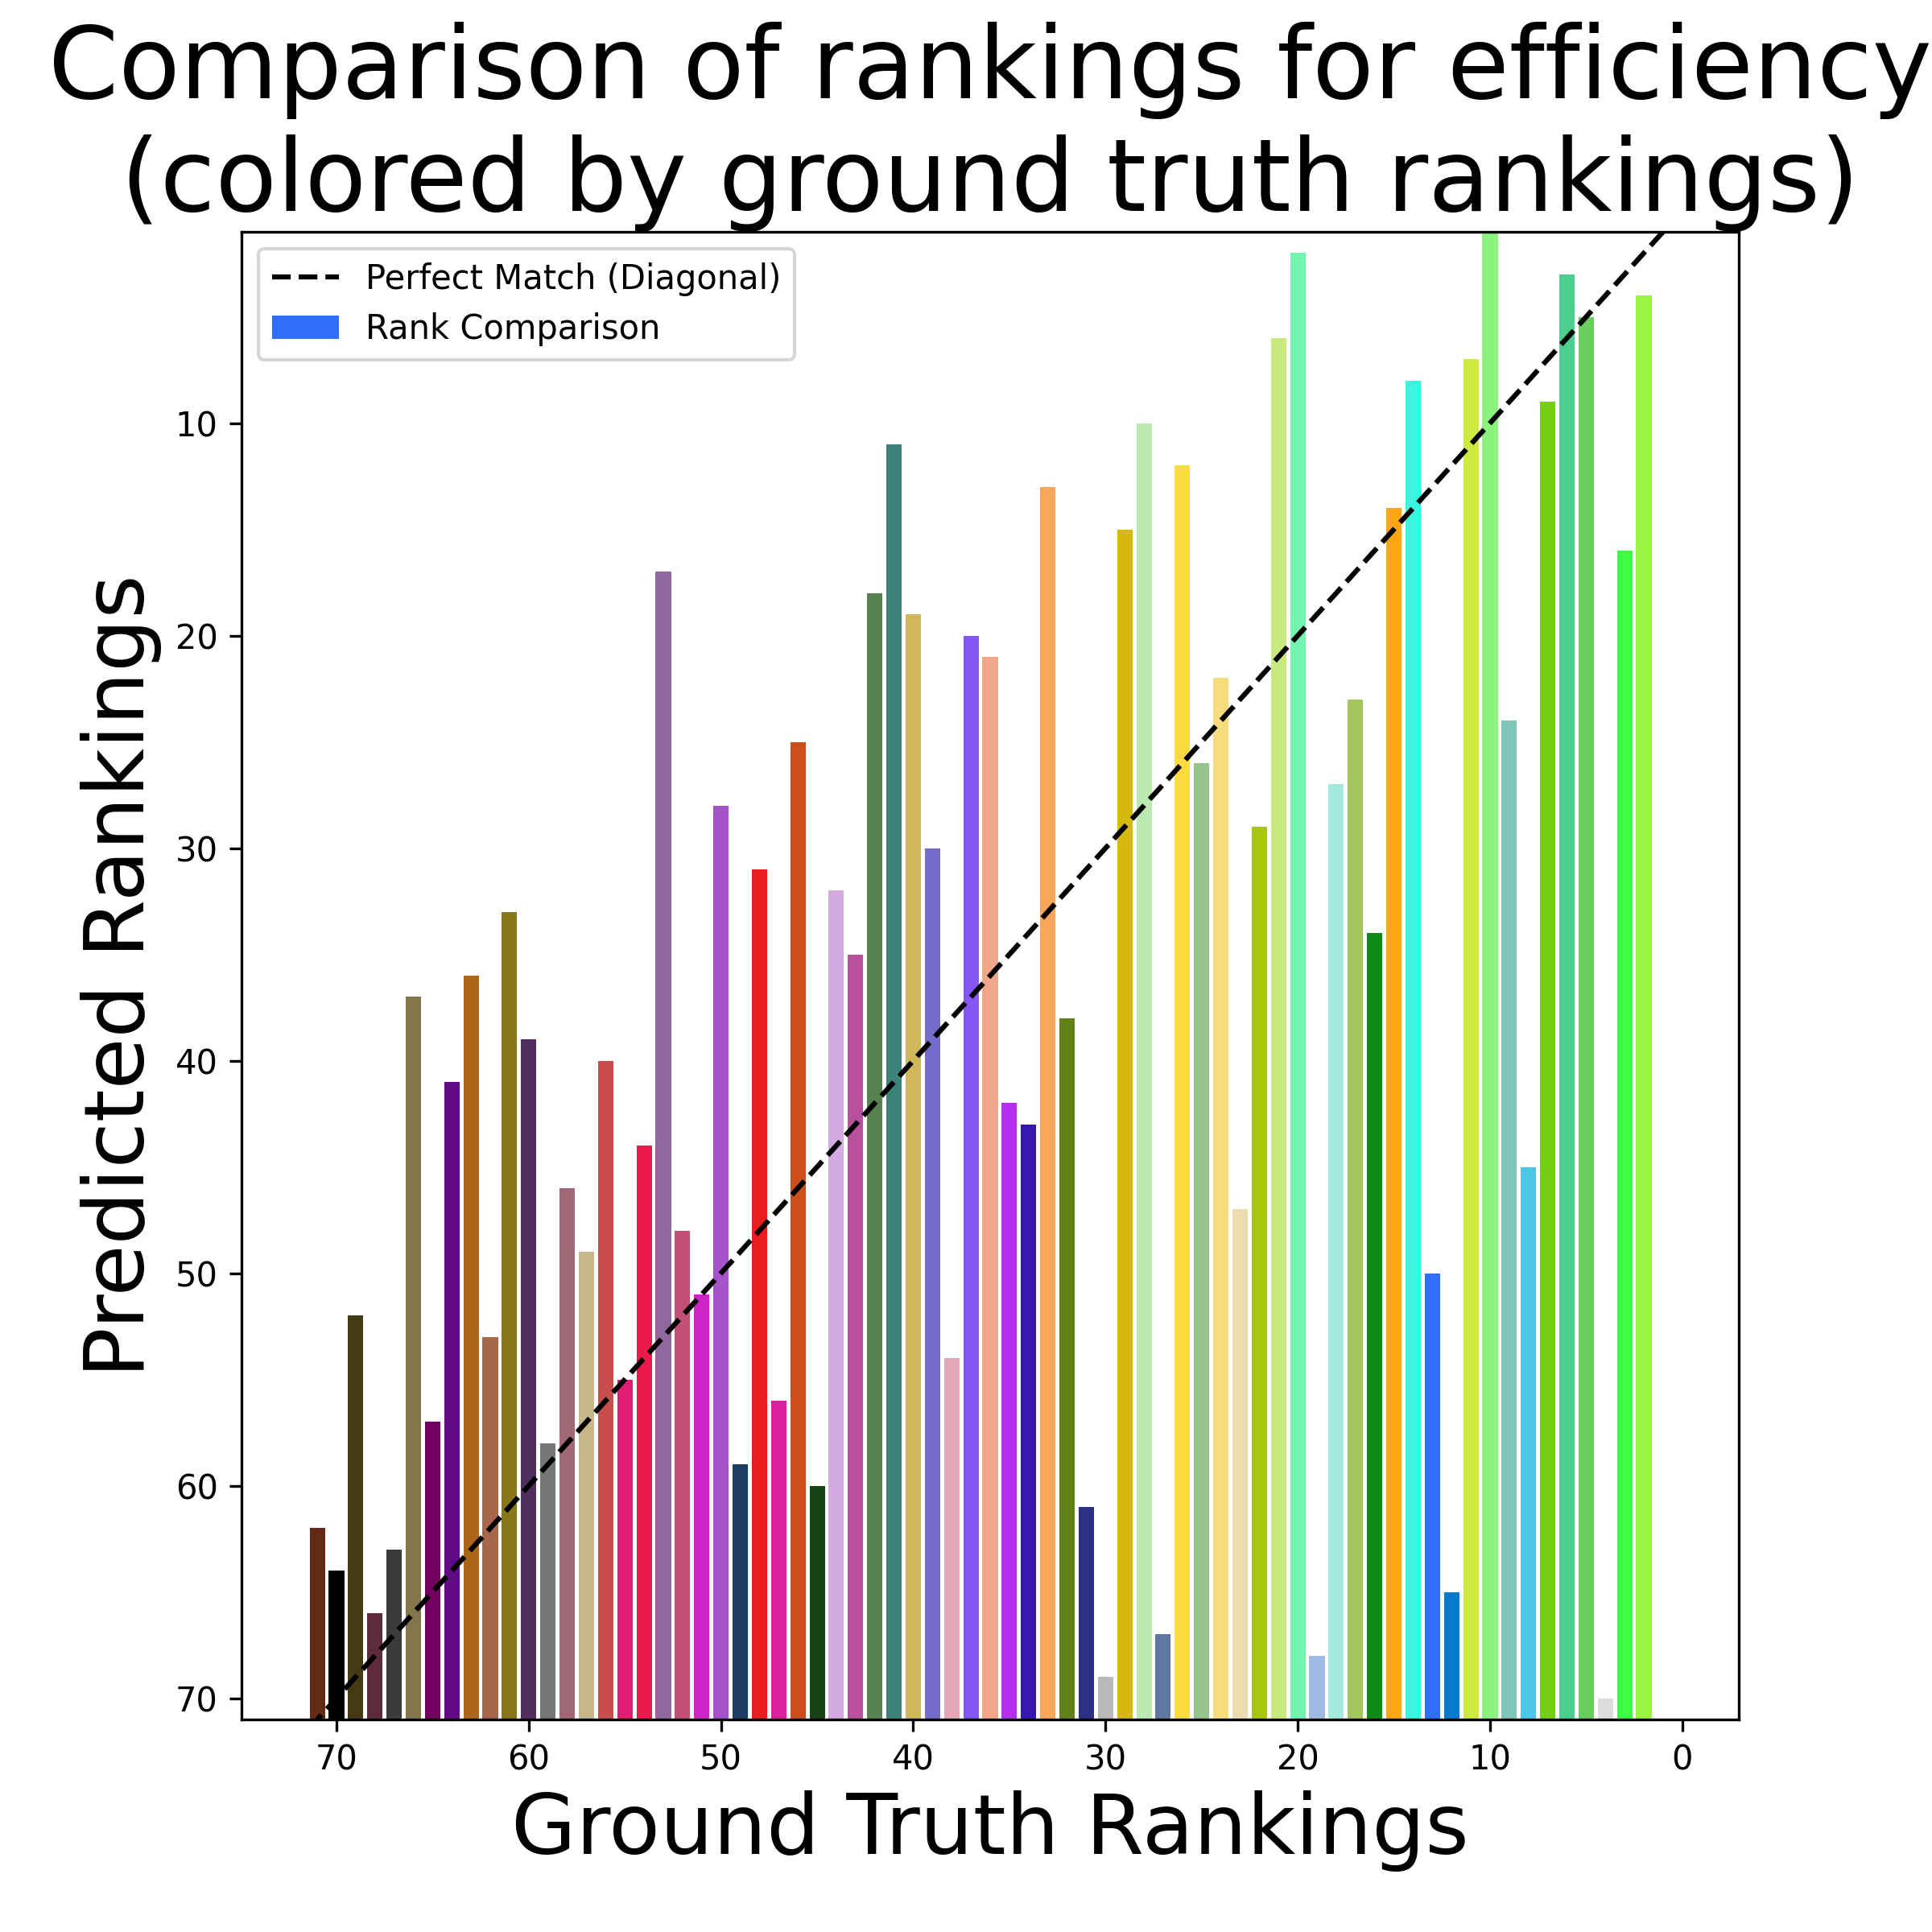 Comparison of rankings for efficiency
(colored by ground truth rankings)
Perfect Match (Diagonal)
Rank Comparison
Predicted Rankings
10
20
30
40
50
60
70
70
60
50
40
30
20
10
0
Ground Truth Rankings